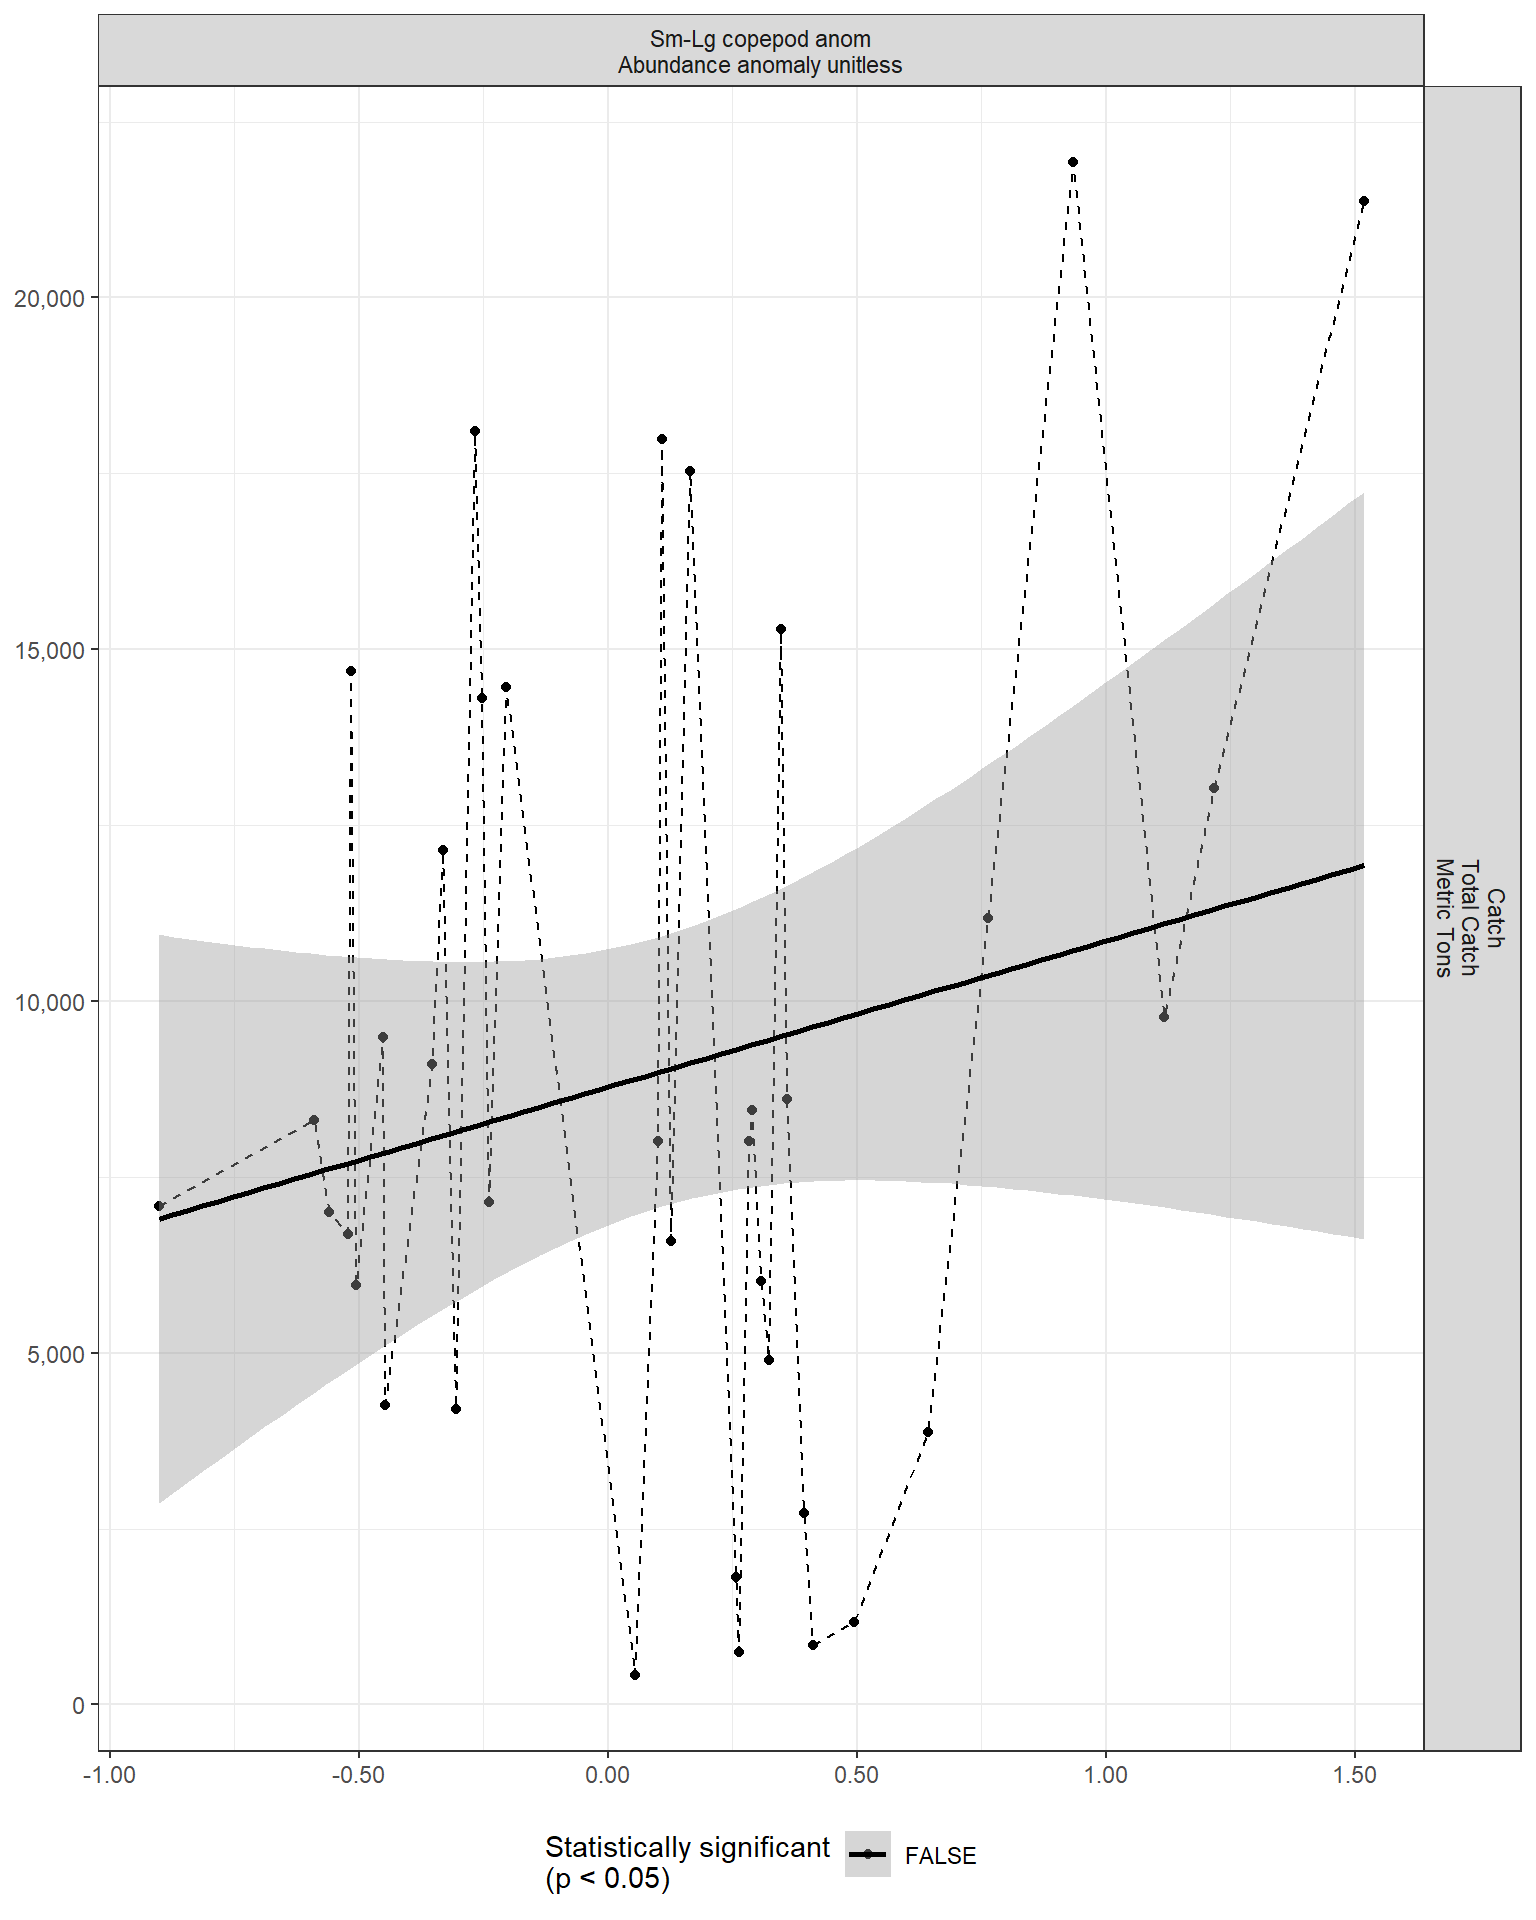 Sm-Lg copepod anom
Abundance anomaly unitless
20,000
15,000
10,000
5,000
0
Catch
Total Catch
Metric Tons
-1.00
-0.50
0.00
0.50
1.00
1.50
Statistically significant
(p < 0.05)
FALSE